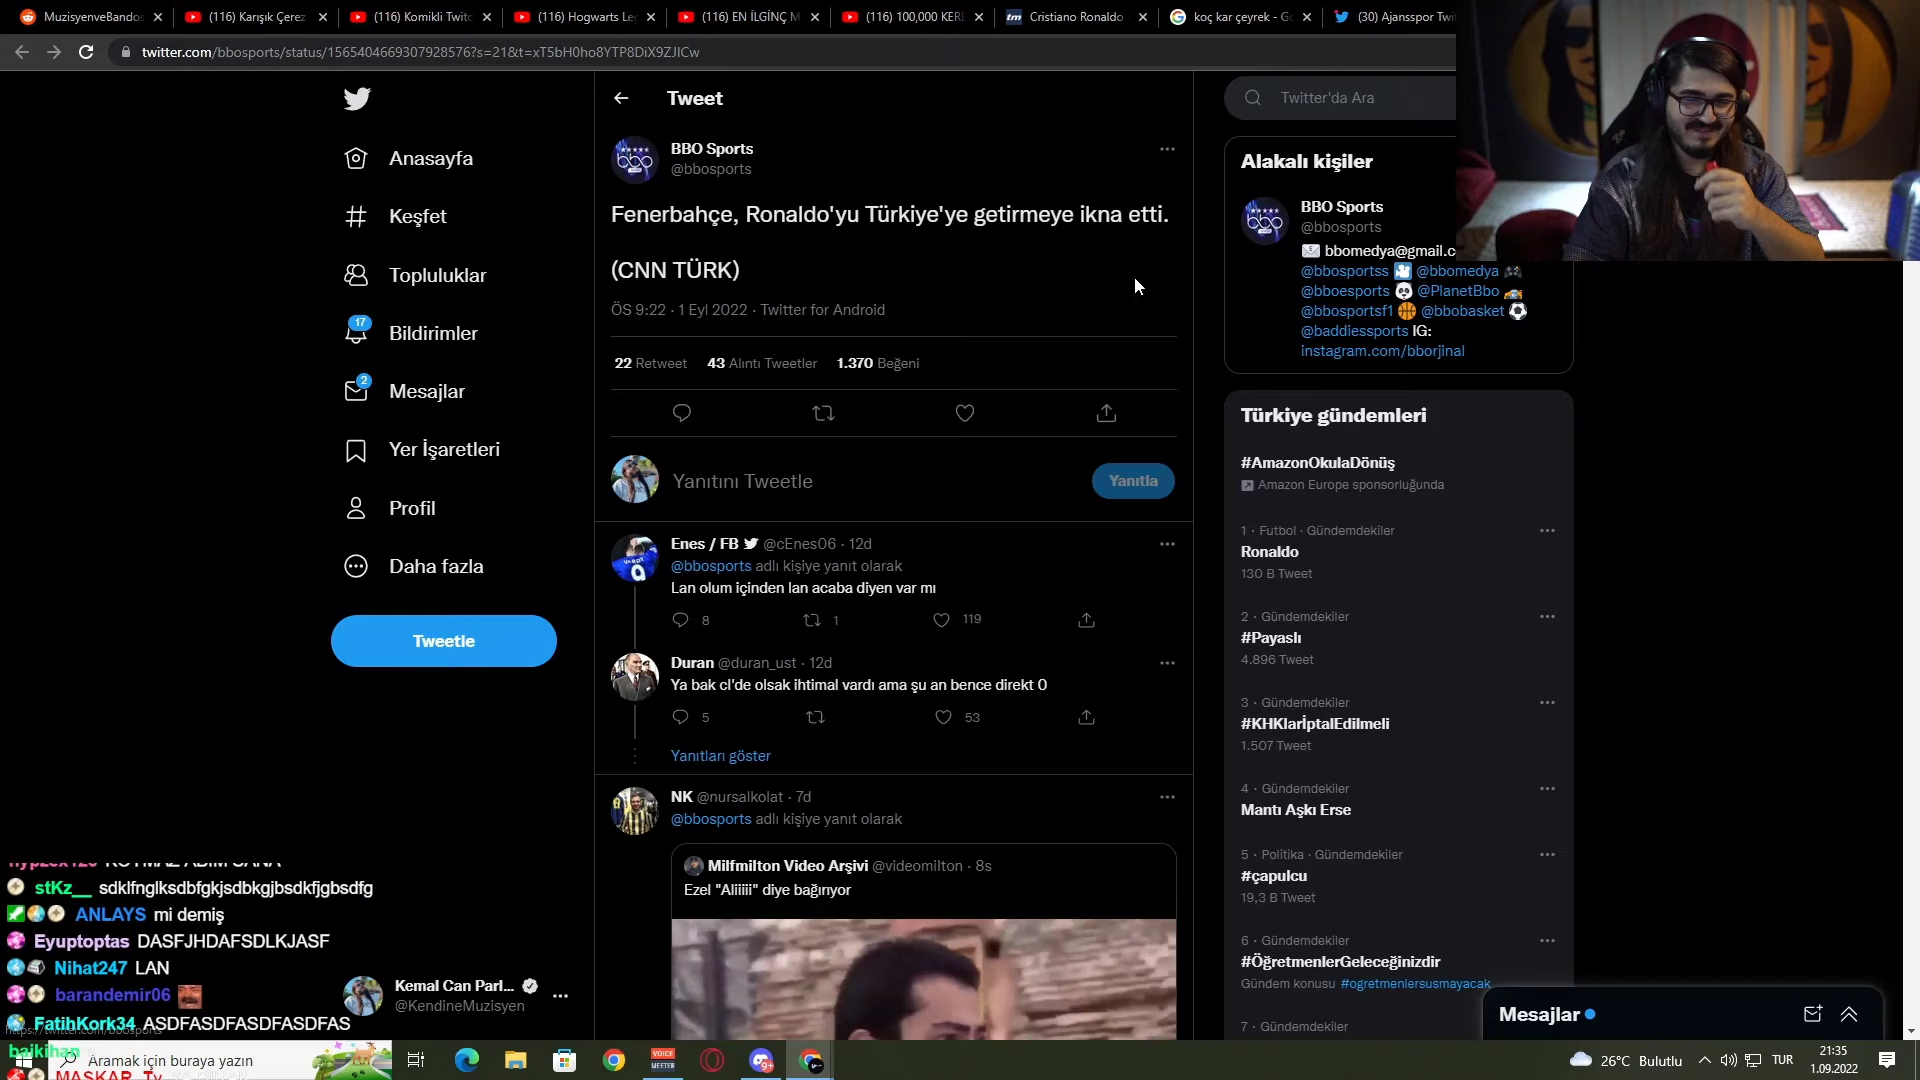 MuzisyenveBandos
(116) Karışık Çerez
(116) Komikli Twitc
(116) Hogwarts Le
(116) EN İLGİNÇ M
(116) 100,000 KER
Cristiano Ronaldo
koç kar çeyrek - Go
(30) Ajansspor Twi
twitter.com/bbosports/status/1565404669307928576?s=21&t=xT5bH0ho8YTP8DiX9ZJICw
Anasayfa
Keşfet
Topluluklar
17
Bildirimler
2
Mesajlar
Yer İşaretleri
Profil
Daha fazla
Tweetle
Tweet
BBO Sports
@bbosports
Fenerbahçe, Ronaldo'yu Türkiye'ye getirmeye ikna etti.
(CNN TÜRK)
ÖS 9:22 · 1 Eyl 2022 · Twitter for Android
22 Retweet 43 Alıntı Tweetler 1.370 Beğeni
Yanıtını Tweetle
Yanıtla
Enes / FB @cEnes06 · 12d
@bbosports adlı kişiye yanıt olarak
Lan olum içinden lan acaba diyen var mı
8 1 119
Duran @duran_ust · 12d
Ya bak cl'de olsak ihtimal vardı ama şu an bence direkt 0
5 53
Yanıtları göster
NK @nursalkolat · 7d
@bbosports adlı kişiye yanıt olarak
Milfmilton Video Arşivi @videomilton · 8s
Ezel "Aliiiii" diye bağırıyor
Twitter'da Ara
Alakalı kişiler
BBO Sports
@bbosports
bbomedya@gmail.c
@bbosportss @bbomedya
@bboesports @PlanetBbo
@bbosportsf1 @bbobasket
@baddiessports IG:
instagram.com/bborjinal
Türkiye gündemleri
#AmazonOkulaDönüş
Amazon Europe sponsorluğunda
1 · Futbol · Gündemdekiler
Ronaldo
130 B Tweet
2 · Gündemdekiler
#Payaslı
4.896 Tweet
3 · Gündemdekiler
#KHKlarİptalEdilmeli
1.507 Tweet
4 · Gündemdekiler
Mantı Aşkı Erse
5 · Politika · Gündemdekiler
#çapulcu
19,3 B Tweet
6 · Gündemdekiler
#ÖğretmenlerGeleceğinizdir
Gündem konusu #ogretmenlersusmayacak
7 · Gündemdekiler
Mesajlar
stKz__ sdklfnglksdbfgkjsdbkgjbsdkfjgbsdfg
ANLAYS mi demiş
Eyuptoptas DASFJHDAFSDLKJASF
Nihat247 LAN
barandemir06
FatihKork34 ASDFASDFASDFASDFAS
https://twitter.com/bbosports
baikihan
MASKAR_Tv
Kemal Can Parl...
@KendineMuzisyen
Aramak için buraya yazın
VOICE
MEETER
9+
26°C Bulutlu
TUR
21:35
1.09.2022